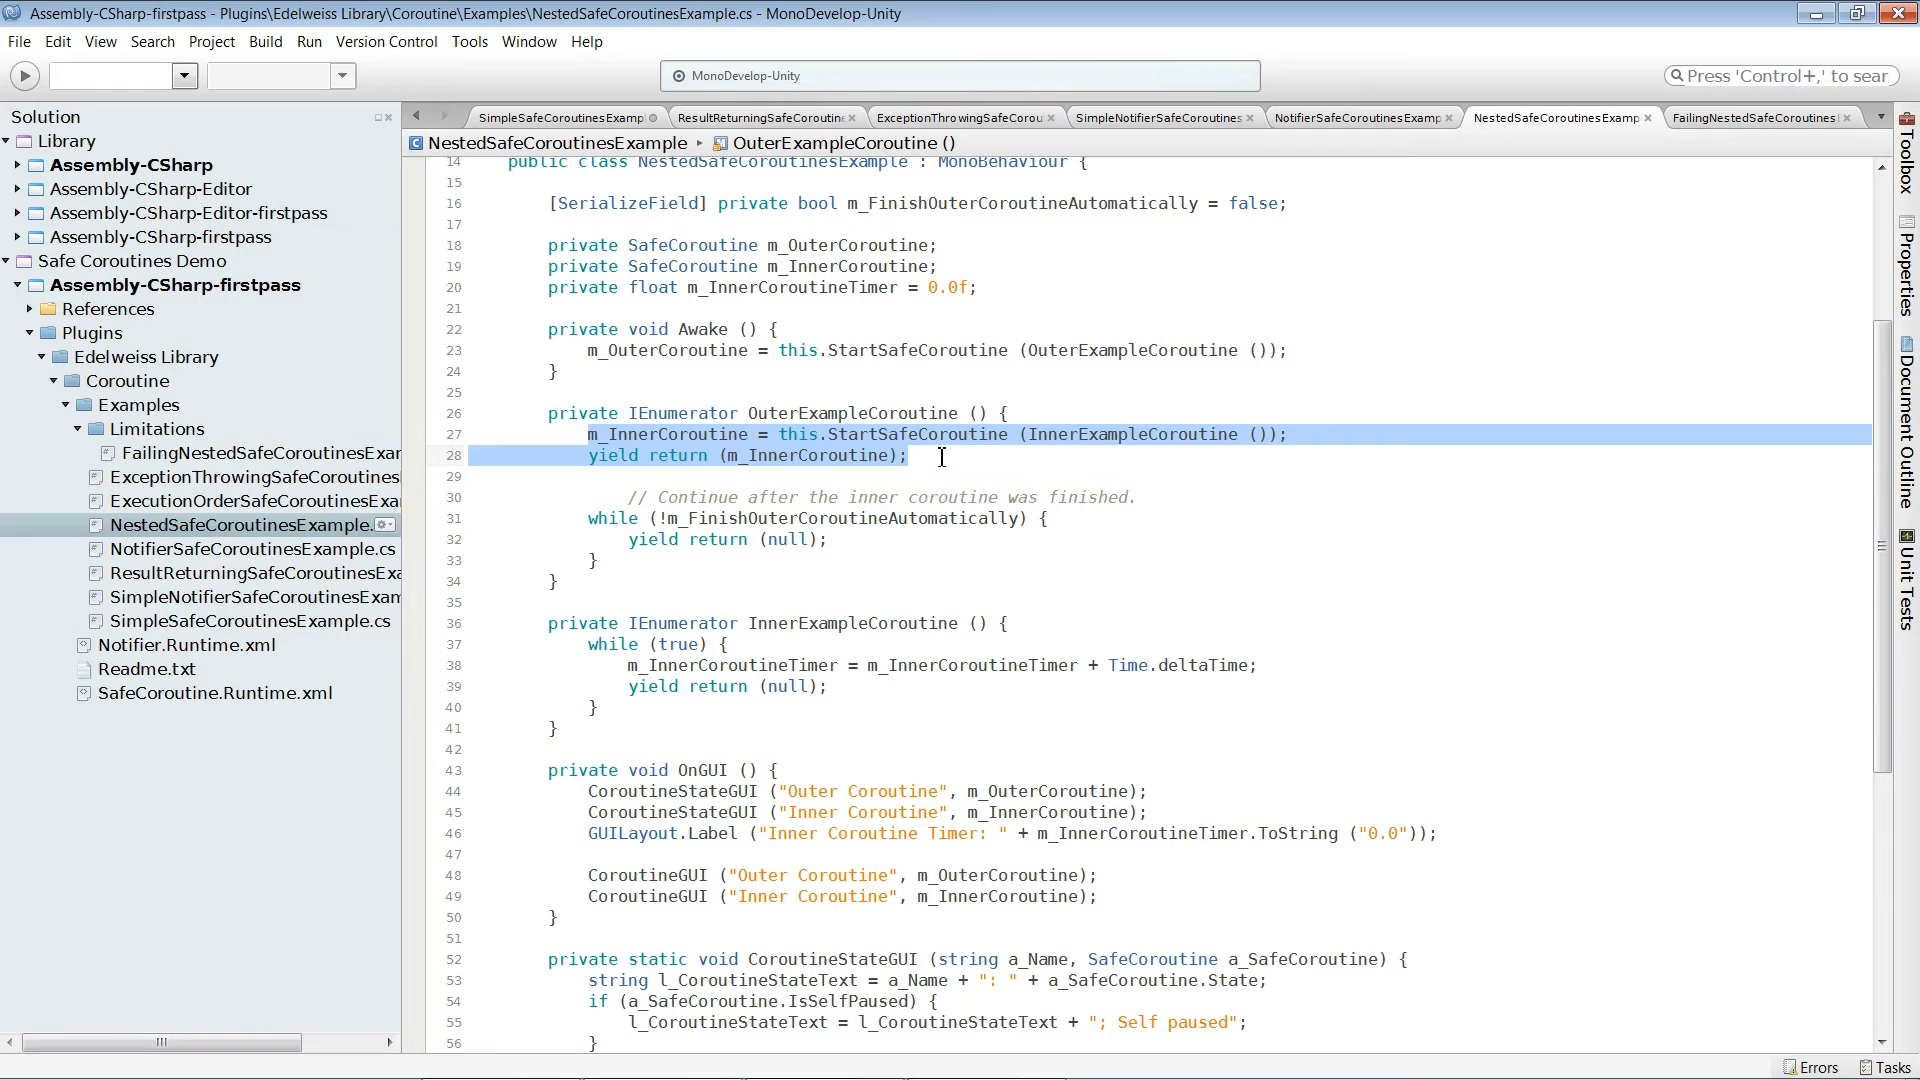 Assembly-CSharp-firstpass - Plugins\Edelweiss Library\Coroutine\Examples\NestedSafeCoroutinesExample.cs - MonoDevelop-Unity
File Edit View Search Project Build Run Version Control Tools Window Help
MonoDevelop-Unity
Press 'Control+,' to sear
Solution
Library
Assembly-CSharp
Assembly-CSharp-Editor
Assembly-CSharp-Editor-firstpass
Assembly-CSharp-firstpass
Safe Coroutines Demo
Assembly-CSharp-firstpass
References
Plugins
Edelweiss Library
Coroutine
Examples
Limitations
FailingNestedSafeCoroutinesExar
ExceptionThrowingSafeCoroutines
ExecutionOrderSafeCoroutinesExa
NestedSafeCoroutinesExample.
NotifierSafeCoroutinesExample.cs
ResultReturningSafeCoroutinesExa
SimpleNotifierSafeCoroutinesExam
SimpleSafeCoroutinesExample.cs
Notifier.Runtime.xml
Readme.txt
SafeCoroutine.Runtime.xml
SimpleSafeCoroutinesExampl ResultReturningSafeCoroutine ExceptionThrowingSafeCorou SimpleNotifierSafeCoroutines NotifierSafeCoroutinesExamp NestedSafeCoroutinesExamp FailingNestedSafeCoroutines
NestedSafeCoroutinesExample OuterExampleCoroutine ()
14 public class NestedSafeCoroutinesExample : MonoBehaviour {
15
16 [SerializeField] private bool m_FinishOuterCoroutineAutomatically = false;
17
18 private SafeCoroutine m_OuterCoroutine;
19 private SafeCoroutine m_InnerCoroutine;
20 private float m_InnerCoroutineTimer = 0.0f;
21
22 private void Awake () {
23 m_OuterCoroutine = this.StartSafeCoroutine (OuterExampleCoroutine ());
24 }
25
26 private IEnumerator OuterExampleCoroutine () {
27 m_InnerCoroutine = this.StartSafeCoroutine (InnerExampleCoroutine ());
28 yield return (m_InnerCoroutine);
29
30 // Continue after the inner coroutine was finished.
31 while (!m_FinishOuterCoroutineAutomatically) {
32 yield return (null);
33 }
34 }
35
36 private IEnumerator InnerExampleCoroutine () {
37 while (true) {
38 m_InnerCoroutineTimer = m_InnerCoroutineTimer + Time.deltaTime;
39 yield return (null);
40 }
41 }
42
43 private void OnGUI () {
44 CoroutineStateGUI ("Outer Coroutine", m_OuterCoroutine);
45 CoroutineStateGUI ("Inner Coroutine", m_InnerCoroutine);
46 GUILayout.Label ("Inner Coroutine Timer: " + m_InnerCoroutineTimer.ToString ("0.0"));
47
48 CoroutineGUI ("Outer Coroutine", m_OuterCoroutine);
49 CoroutineGUI ("Inner Coroutine", m_InnerCoroutine);
50 }
51
52 private static void CoroutineStateGUI (string a_Name, SafeCoroutine a_SafeCoroutine) {
53 string l_CoroutineStateText = a_Name + ": " + a_SafeCoroutine.State;
54 if (a_SafeCoroutine.IsSelfPaused) {
55 l_CoroutineStateText = l_CoroutineStateText + "; Self paused";
56 }
Toolbox
Properties
Document Outline
Unit Tests
Errors Tasks